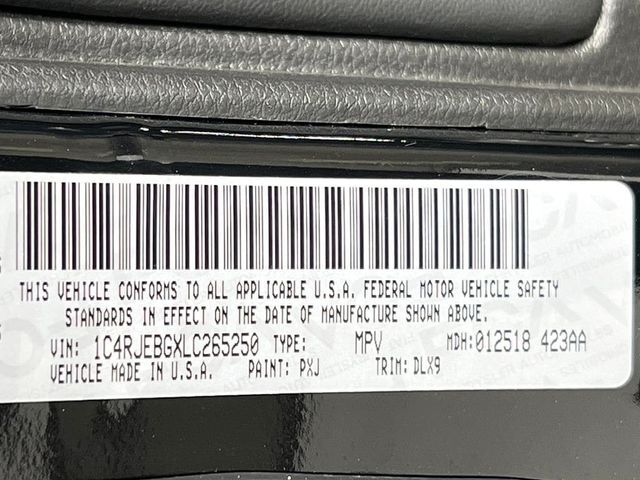 THIS VEHICLE CONFORMS TO ALL APPLICABLE U.S.A. FEDERAL MOTOR VEHICLE SAFETY
STANDARDS IN EFFECT ON THE DATE OF MANUFACTURE SHOWN ABOVE.
VIN: 1C4RJEBGXLC265250 TYPE: MPV MDH:012518 423AA
VEHICLE MADE IN U.S.A. PAINT: PXJ TRIM: DLX9